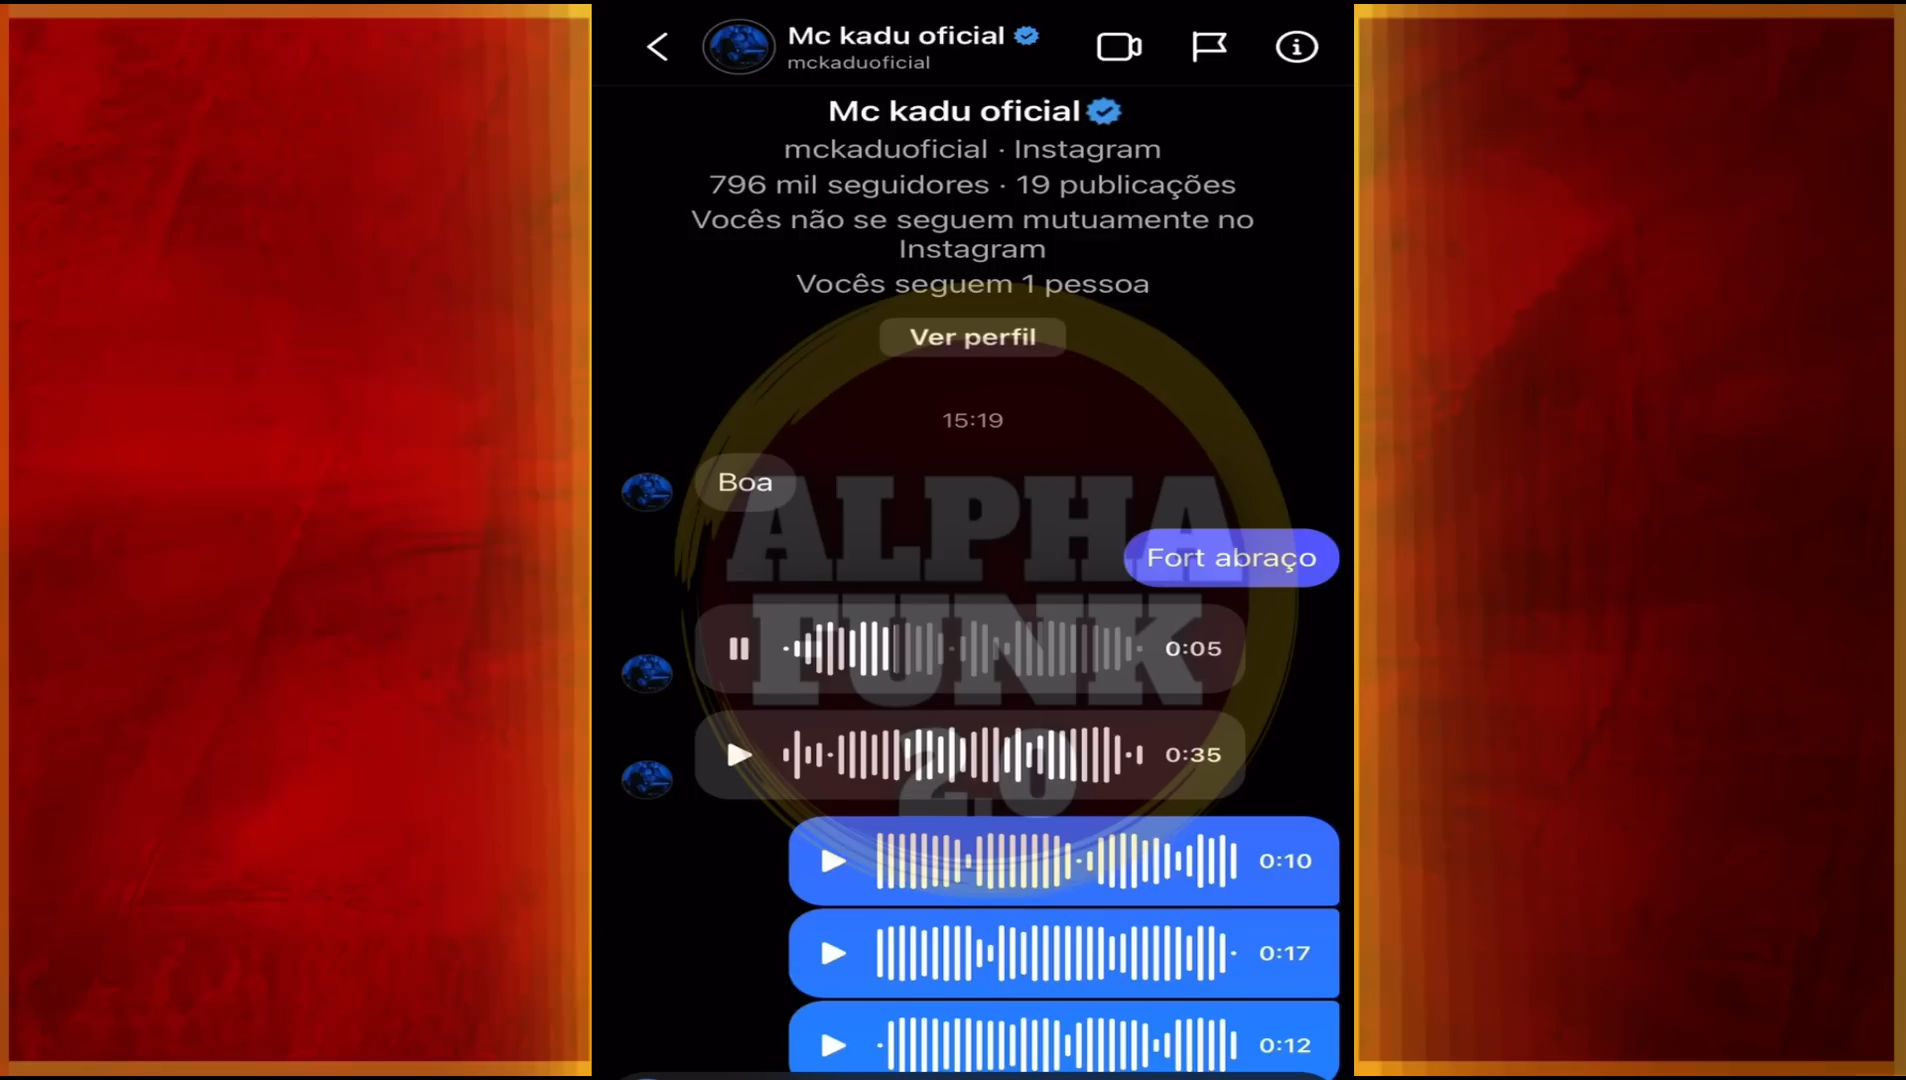 Mc kadu oficial
mckaduoficial
Mc kadu oficial
mckaduoficial · Instagram
796 mil seguidores · 19 publicações
Vocês não se seguem mutuamente no
Instagram
Vocês seguem 1 pessoa
Ver perfil
15:19
Boa
Fort abraço
0:05
0:35
0:10
0:17
0:12
ALPHA
FUNK
2.0